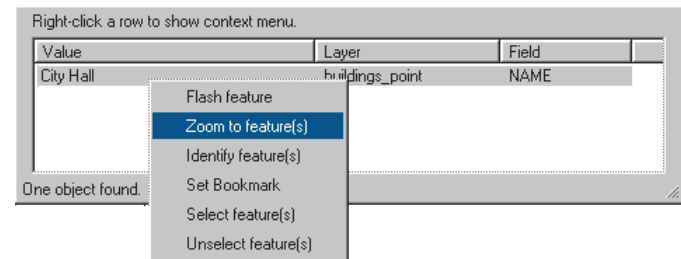 Right-click a row to show context menu.
Value Layer Field
City Hall buildings_point NAME
Flash feature
Zoom to feature(s)
Identify feature(s)
One object found.
Set Bookmark
Select feature(s)
Unselect feature(s)